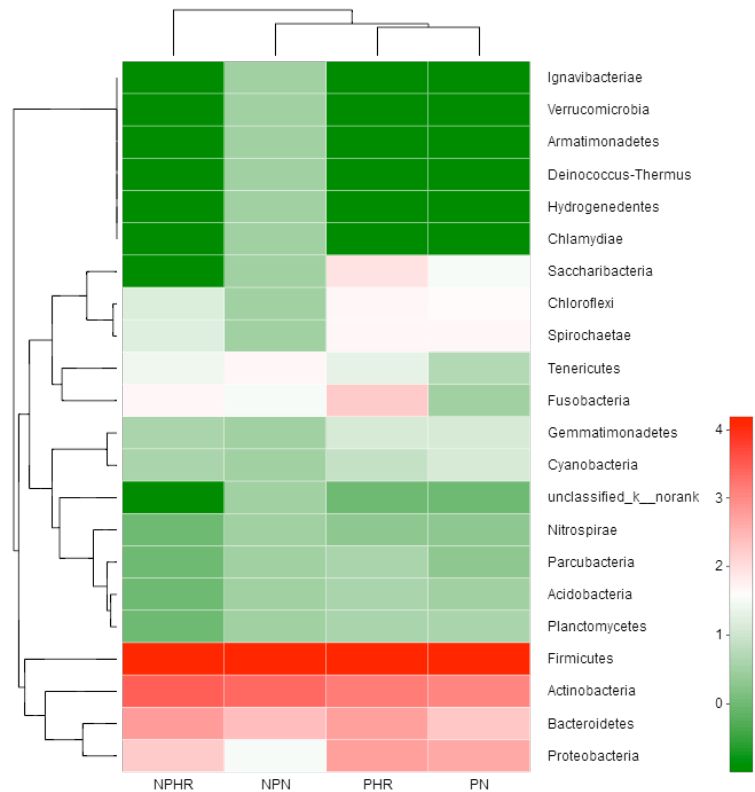 Ignavibacteriae
Verrucomicrobia
Armatimonadetes
Deinococcus-Thermus
Hydrogenedentes
Chlamydiae
Saccharibacteria
Chloroflexi
Spirochaetae
Tenericutes
Fusobacteria
Gemmatimonadetes
Cyanobacteria
unclassified_k__norank
Nitrospirae
Parcubacteria
Acidobacteria
Planctomycetes
Firmicutes
Actinobacteria
Bacteroidetes
Proteobacteria
NPHR NPN PHR PN
4
3
2
1
0